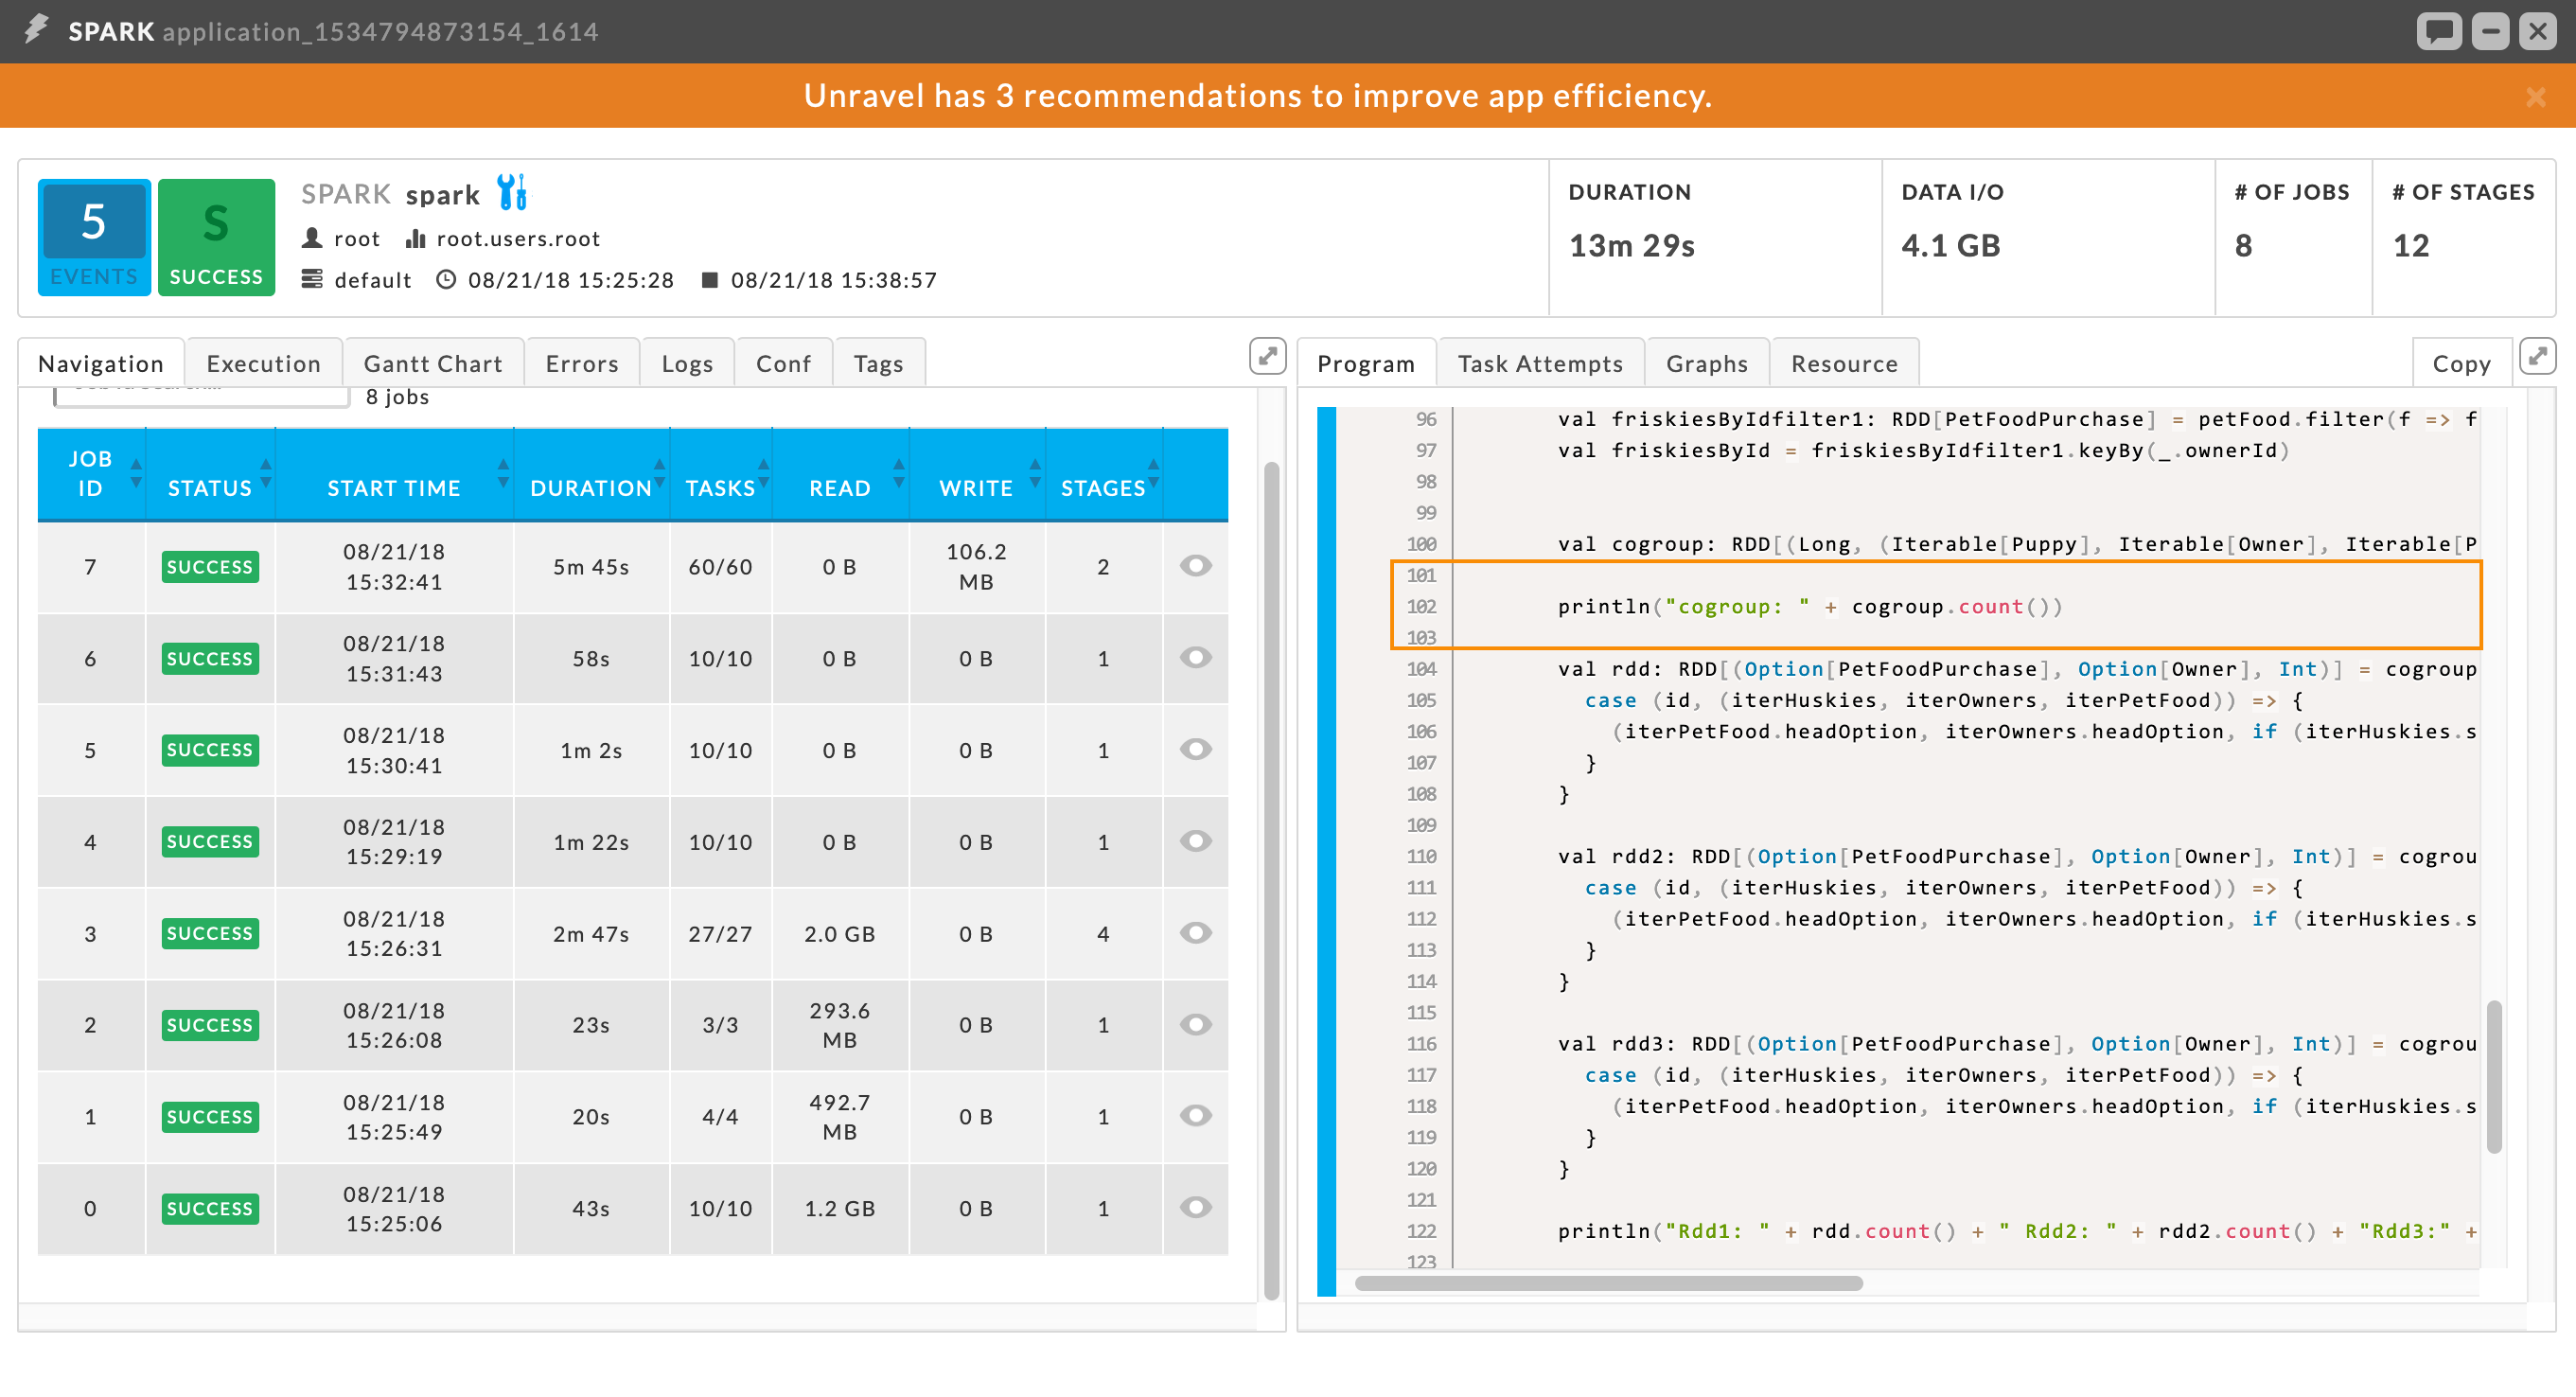 SPARK application_1534794873154_1614
Unravel has 3 recommendations to improve app efficiency.
5
EVENTS
S
SUCCESS
SPARK spark
root root.users.root
default 08/21/18 15:25:28 08/21/18 15:38:57
DURATION
13m 29s
DATA I/O
4.1 GB
# OF JOBS
8
# OF STAGES
12
Navigation Execution Gantt Chart Errors Logs Conf Tags
8 jobs
JOB ID STATUS START TIME DURATION TASKS READ WRITE STAGES
7 SUCCESS 08/21/18 15:32:41 5m 45s 60/60 0 B 106.2 MB 2
6 SUCCESS 08/21/18 15:31:43 58s 10/10 0 B 0 B 1
5 SUCCESS 08/21/18 15:30:41 1m 2s 10/10 0 B 0 B 1
4 SUCCESS 08/21/18 15:29:19 1m 22s 10/10 0 B 0 B 1
3 SUCCESS 08/21/18 15:26:31 2m 47s 27/27 2.0 GB 0 B 4
2 SUCCESS 08/21/18 15:26:08 23s 3/3 293.6 MB 0 B 1
1 SUCCESS 08/21/18 15:25:49 20s 4/4 492.7 MB 0 B 1
0 SUCCESS 08/21/18 15:25:06 43s 10/10 1.2 GB 0 B 1
Program Task Attempts Graphs Resource Copy
96 val friskiesByIdfilter1: RDD[PetFoodPurchase] = petFood.filter(f => f
97 val friskiesById = friskiesByIdfilter1.keyBy(_.ownerId)
98
99
100 val cogroup: RDD[(Long, (Iterable[Puppy], Iterable[Owner], Iterable[P
101
102 println("cogroup: " + cogroup.count())
103
104 val rdd: RDD[(Option[PetFoodPurchase], Option[Owner], Int)] = cogroup
105 case (id, (iterHuskies, iterOwners, iterPetFood)) => {
106 (iterPetFood.headOption, iterOwners.headOption, if (iterHuskies.s
107 }
108 }
109
110 val rdd2: RDD[(Option[PetFoodPurchase], Option[Owner], Int)] = cogrou
111 case (id, (iterHuskies, iterOwners, iterPetFood)) => {
112 (iterPetFood.headOption, iterOwners.headOption, if (iterHuskies.s
113 }
114 }
115
116 val rdd3: RDD[(Option[PetFoodPurchase], Option[Owner], Int)] = cogrou
117 case (id, (iterHuskies, iterOwners, iterPetFood)) => {
118 (iterPetFood.headOption, iterOwners.headOption, if (iterHuskies.s
119 }
120 }
121
122 println("Rdd1: " + rdd.count() + " Rdd2: " + rdd2.count() + "Rdd3:" +
123